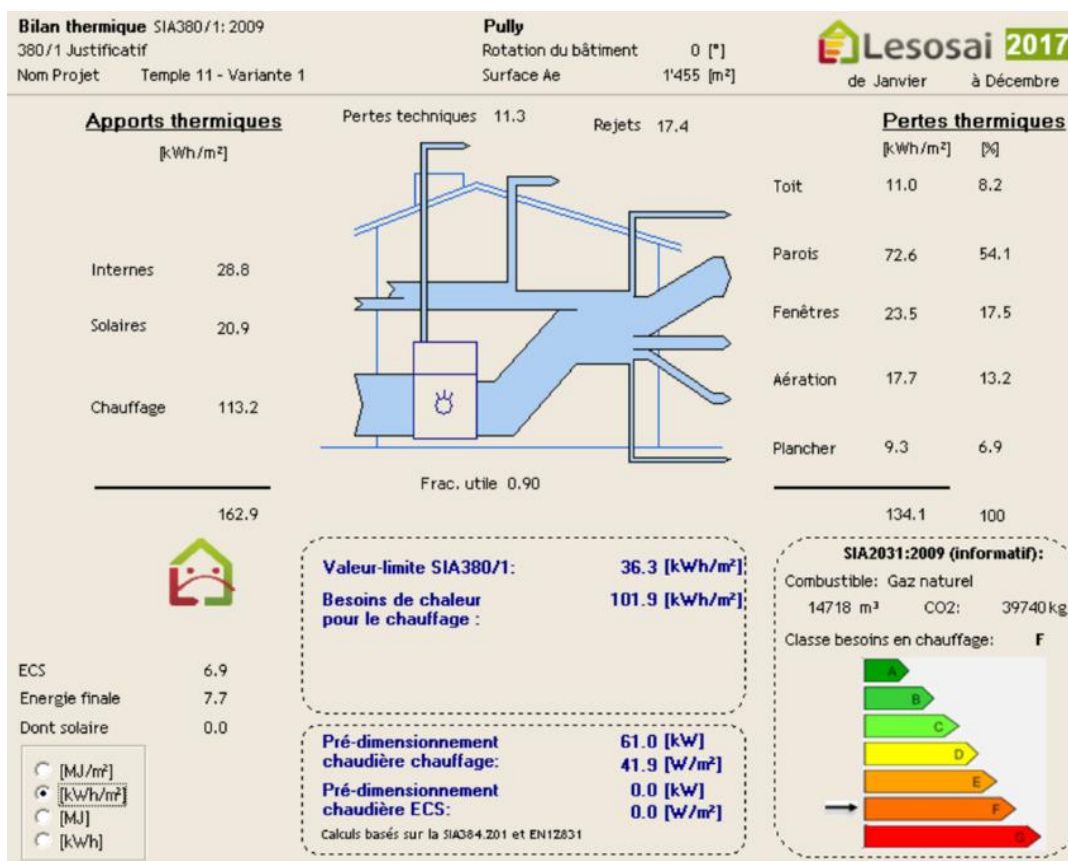 Bilan thermique SIA380/1: 2009
380/1 Justificatif
Nom Projet Temple 11 - Variante 1
Pully
Rotation du bâtiment 0 [°]
Surface Ae 1'455 [m²]
Lesosai 2017
de Janvier à Décembre
Apports thermiques
[kWh/m²]
Internes 28.8
Solaires 20.9
Chauffage 113.2
162.9
Pertes techniques 11.3
Rejets 17.4
Frac. utile 0.90
Pertes thermiques
[kWh/m²] [%]
Toit 11.0 8.2
Parois 72.6 54.1
Fenêtres 23.5 17.5
Aération 17.7 13.2
Plancher 9.3 6.9
134.1 100
ECS 6.9
Energie finale 7.7
Dont solaire 0.0
[MJ/m²]
[kWh/m²]
[MJ]
[kWh]
Valeur-limite SIA380/1: 36.3 [kWh/m²]
Besoins de chaleur 101.9 [kWh/m²]
pour le chauffage :
Pré-dimensionnement 61.0 [kW]
chaudière chauffage: 41.9 [W/m²]
Pré-dimensionnement 0.0 [kW]
chaudière ECS: 0.0 [W/m²]
Calculs basés sur la SIA384.201 et EN12831
SIA2031:2009 (informatif):
Combustible: Gaz naturel
14718 m³ CO2: 39740 kg
Classe besoins en chauffage: F
A
B
C
D
E
F
G